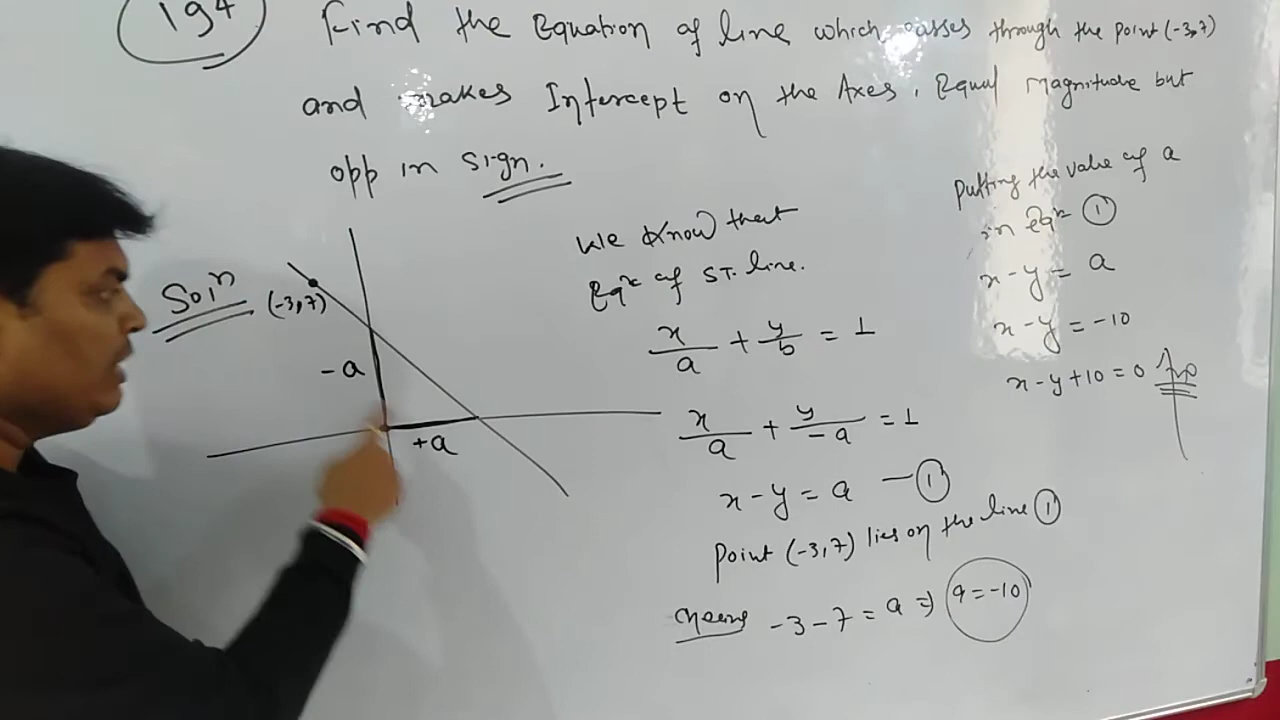 194
Find the Equation of line which passes through the point (-3,7)
and makes Intercept on the Axes, Equal magnitude but
opp in sign.
Solⁿ
(-3,7)
-a
+a
We know that
Eqⁿ of ST. line.
x/a + y/b = 1
x/a + y/-a = 1
x - y = a — ①
point (-3,7) lies on the line ①
-3 - 7 = a ⇒ a = -10
putting the value of a
in eqⁿ ①
x - y = a
x - y = -10
x - y + 10 = 0 Ans